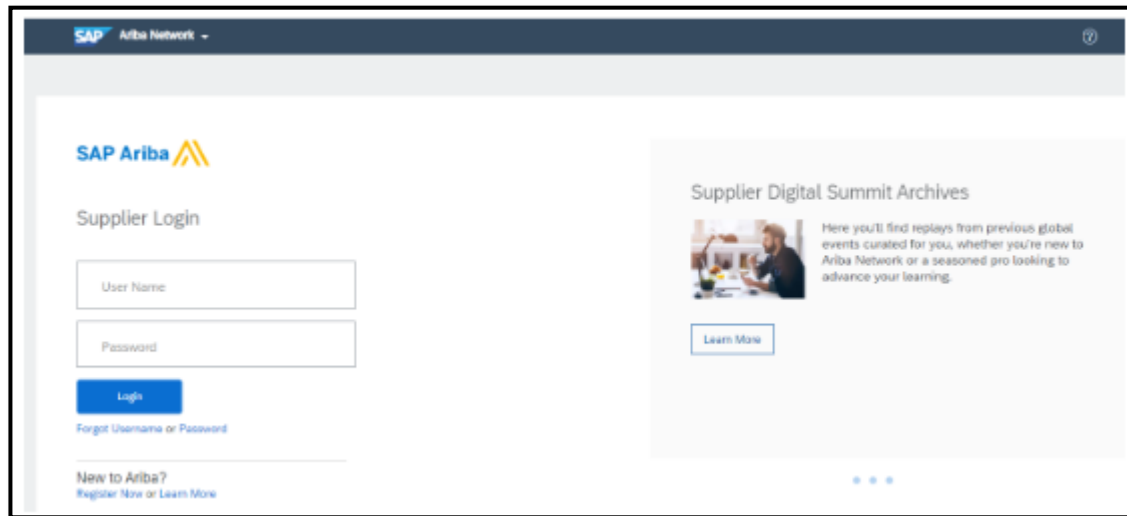 SAP Ariba Network
SAP Ariba
Supplier Login
User Name
Password
Login
Forgot Username or Password
New to Ariba?
Register Now or Learn More
Supplier Digital Summit Archives
Here you'll find replays from previous global
events curated for you, whether you're new to
Ariba Network or a seasoned pro looking to
advance your learning.
Learn More